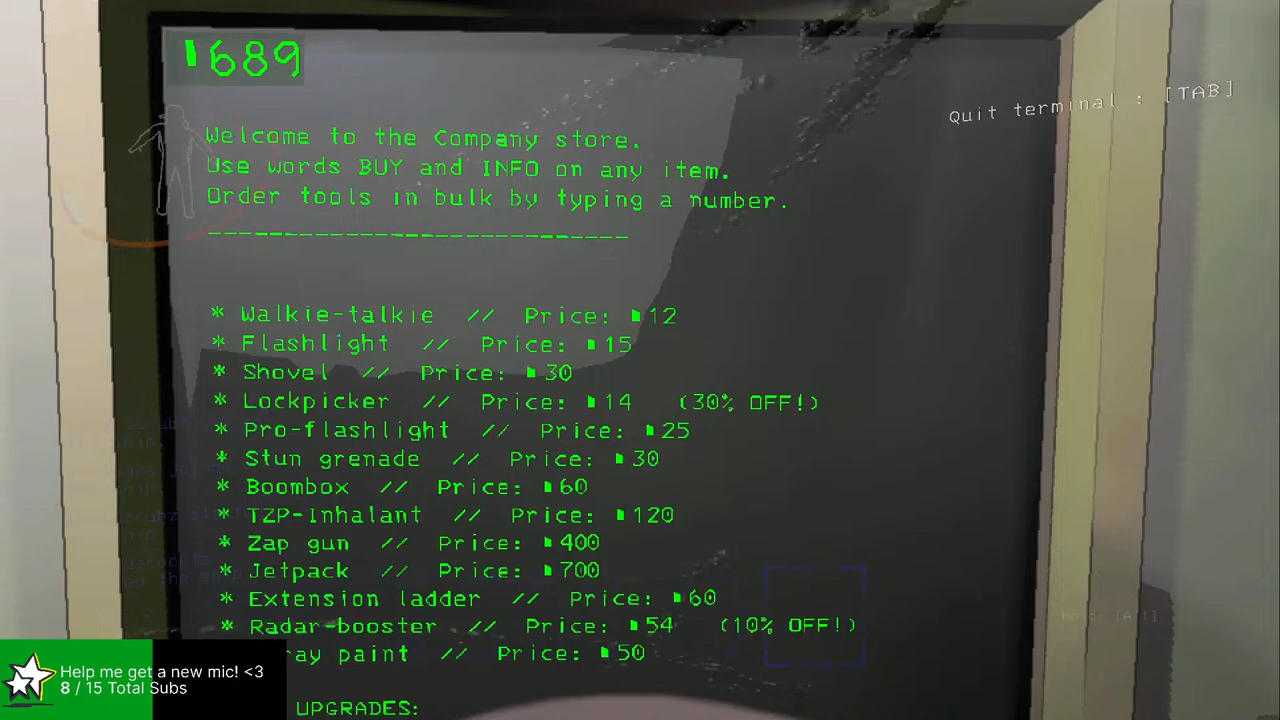 689
Quit terminal : [TAB]
Welcome to the Company store.
Use words BUY and INFO on any item.
Order tools in bulk by typing a number.
----------------------------
* Walkie-talkie // Price: ▮12
* Flashlight // Price: ▮15
* Shovel // Price: ▮30
* Lockpicker // Price: ▮14 (30% OFF!)
* Pro-flashlight // Price: ▮25
* Stun grenade // Price: ▮30
* Boombox // Price: ▮60
* TZP-Inhalant // Price: ▮120
* Zap gun // Price: ▮400
* Jetpack // Price: ▮700
* Extension ladder // Price: ▮60
* Radar-booster // Price: ▮54 (10% OFF!)
ray paint // Price: ▮50
UPGRADES:
Help me get a new mic! <3
8 / 15 Total Subs